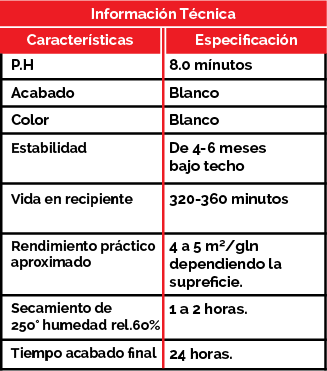 Información Técnica
Características Especificación
P.H 8.0 mínutos
Acabado Blanco
Color Blanco
Estabilidad De 4-6 meses
bajo techo
Vida en recipiente 320-360 minutos
Rendimiento práctico 4 a 5 m²/gln
aproximado dependiendo la
supreficie.
Secamiento de 1 a 2 horas.
250° humedad rel.60%
Tiempo acabado final 24 horas.